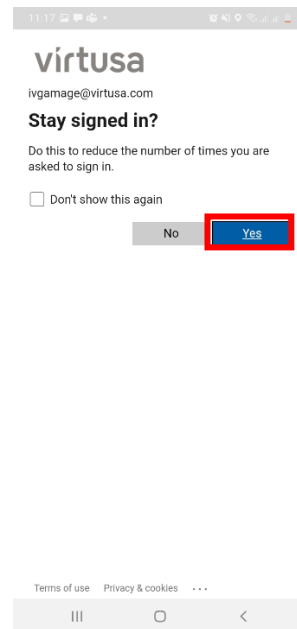 11:17
vırtusa
ivgamage@virtusa.com
Stay signed in?
Do this to reduce the number of times you are
asked to sign in.
Don't show this again
No Yes
Terms of use Privacy & cookies ...